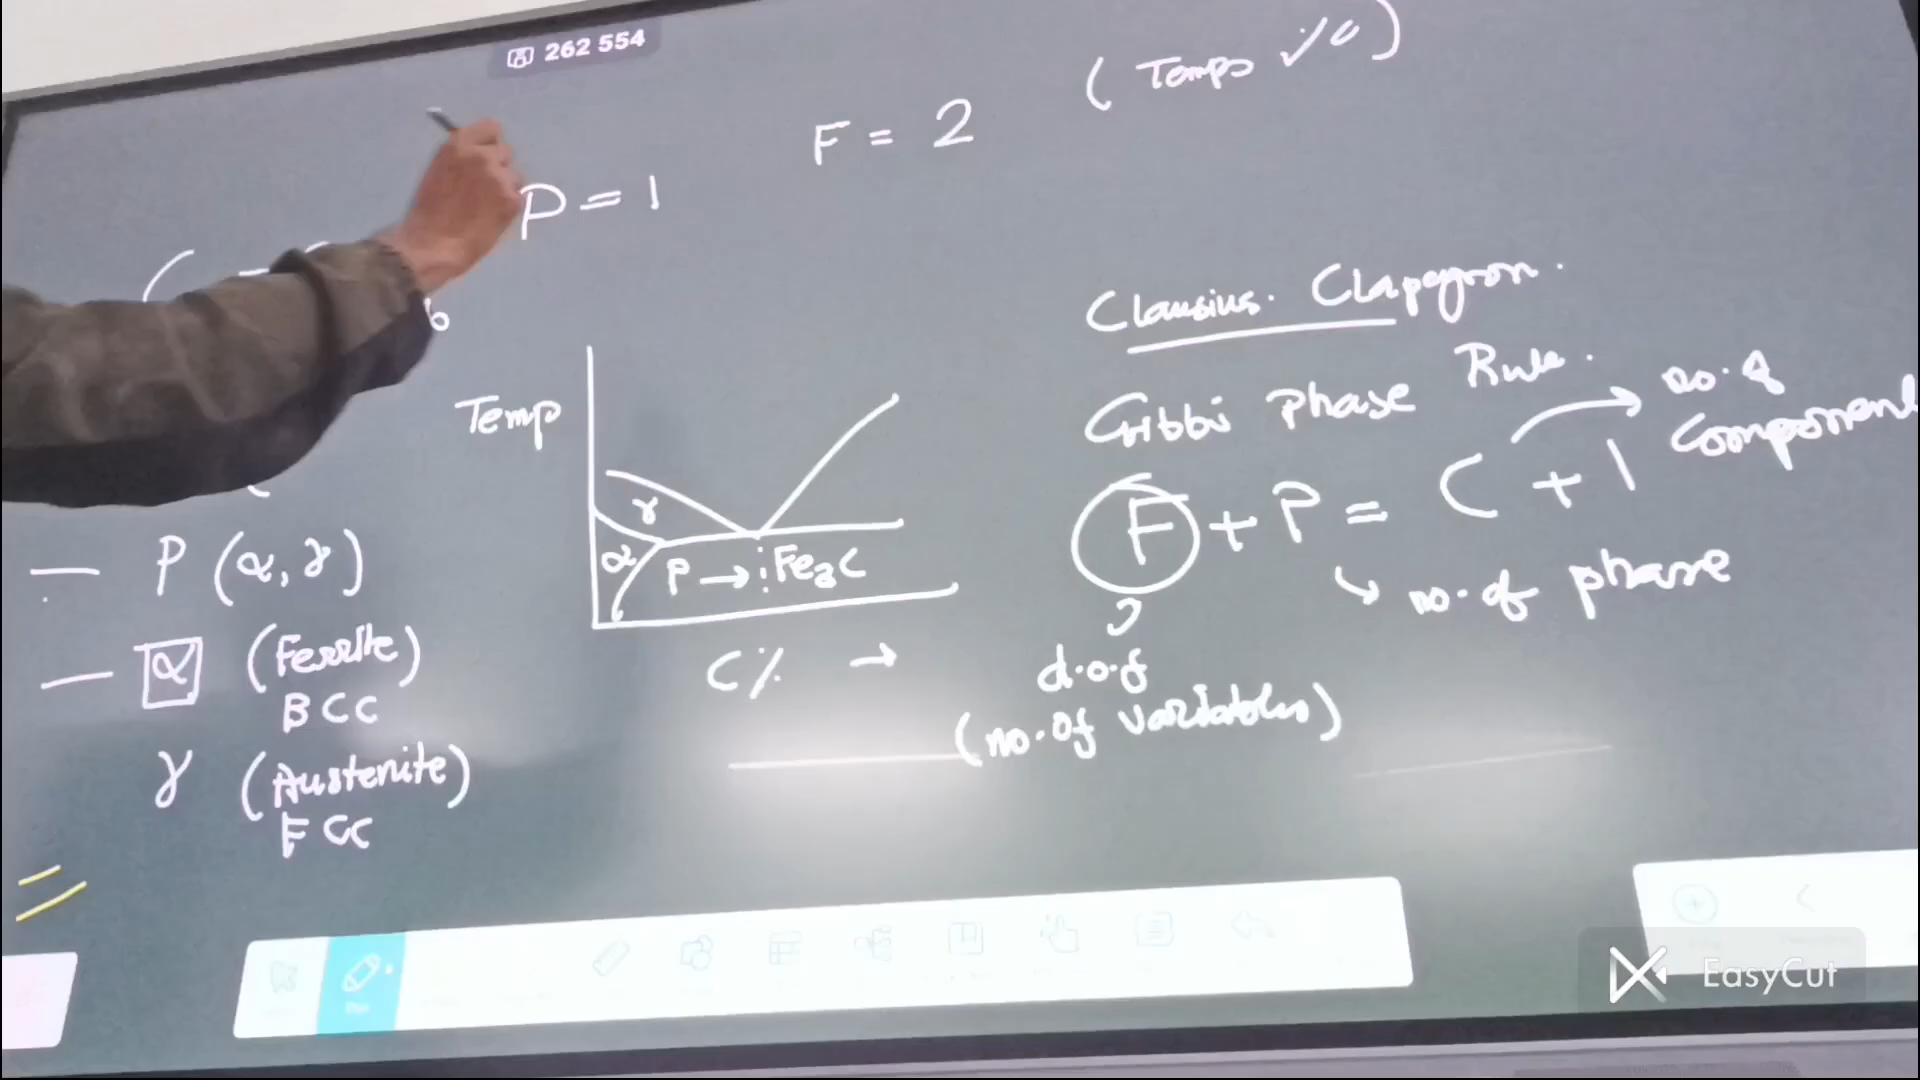 262 554
(Temps
F = 2
P = 1
Clausius. Clapeyron.
Gibbs Phase Rule.
no. of Component
F + P = C + 1
no. of phase
d.o.f
(no. of variables)
Temp
γ
α P → Fe3C
C% →
P (α, γ)
α (Ferrite)
BCC
γ (Austenite)
FCC
EasyCut